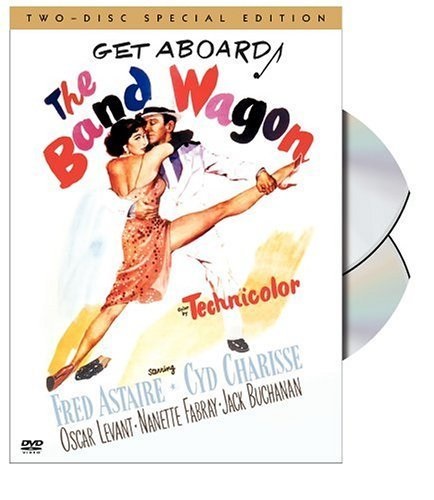 TWO-DISC SPECIAL EDITION
GET ABOARD
The
Band Wagon
Color by
Technicolor
starring
FRED ASTAIRE · CYD CHARISSE
OSCAR LEVANT · NANETTE FABRAY · JACK BUCHANAN
DVD
VIDEO